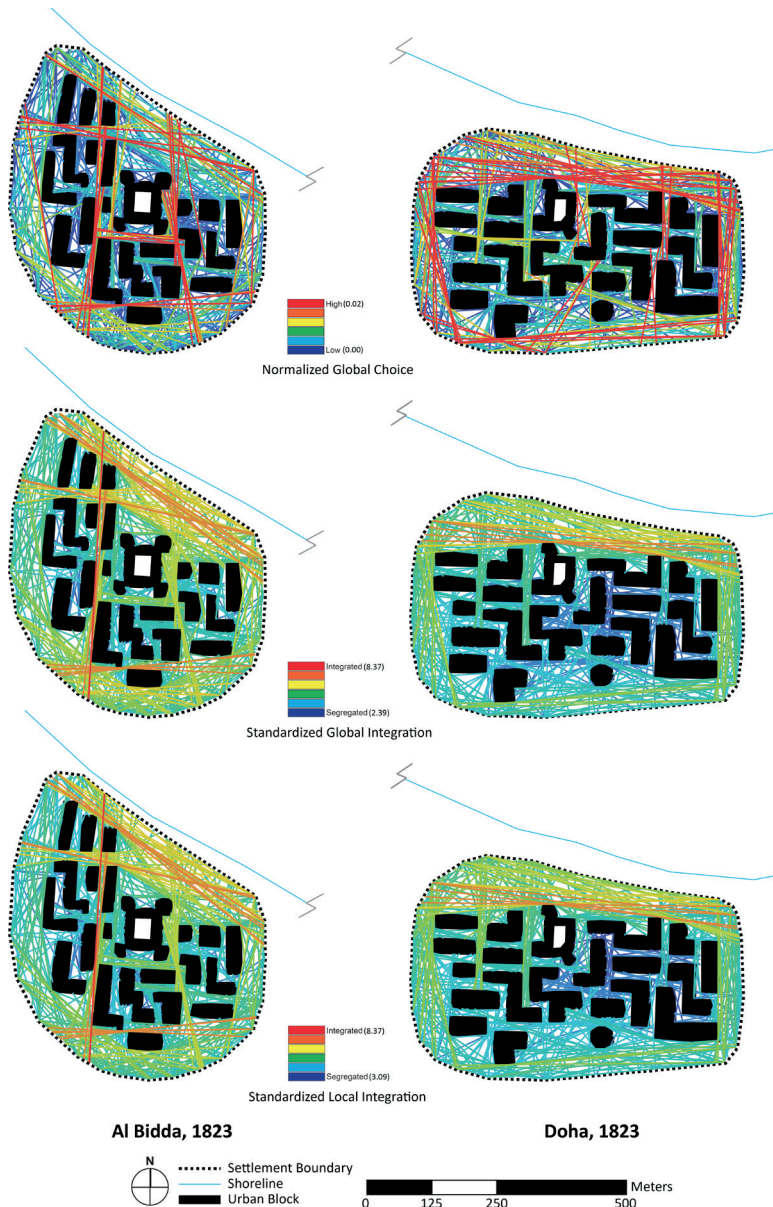 High(0.02)
Low (0.00)
Normalized Global Choice
Integrated (8.37)
Segregated (2.39)
Standardized Global Integration
Integrated (8.37)
Segregated (3.09)
Standardized Local Integration
Al Bidda, 1823
Doha, 1823
N
Settlement Boundary
Shoreline
Urban Block
Meters
0 125 250 500